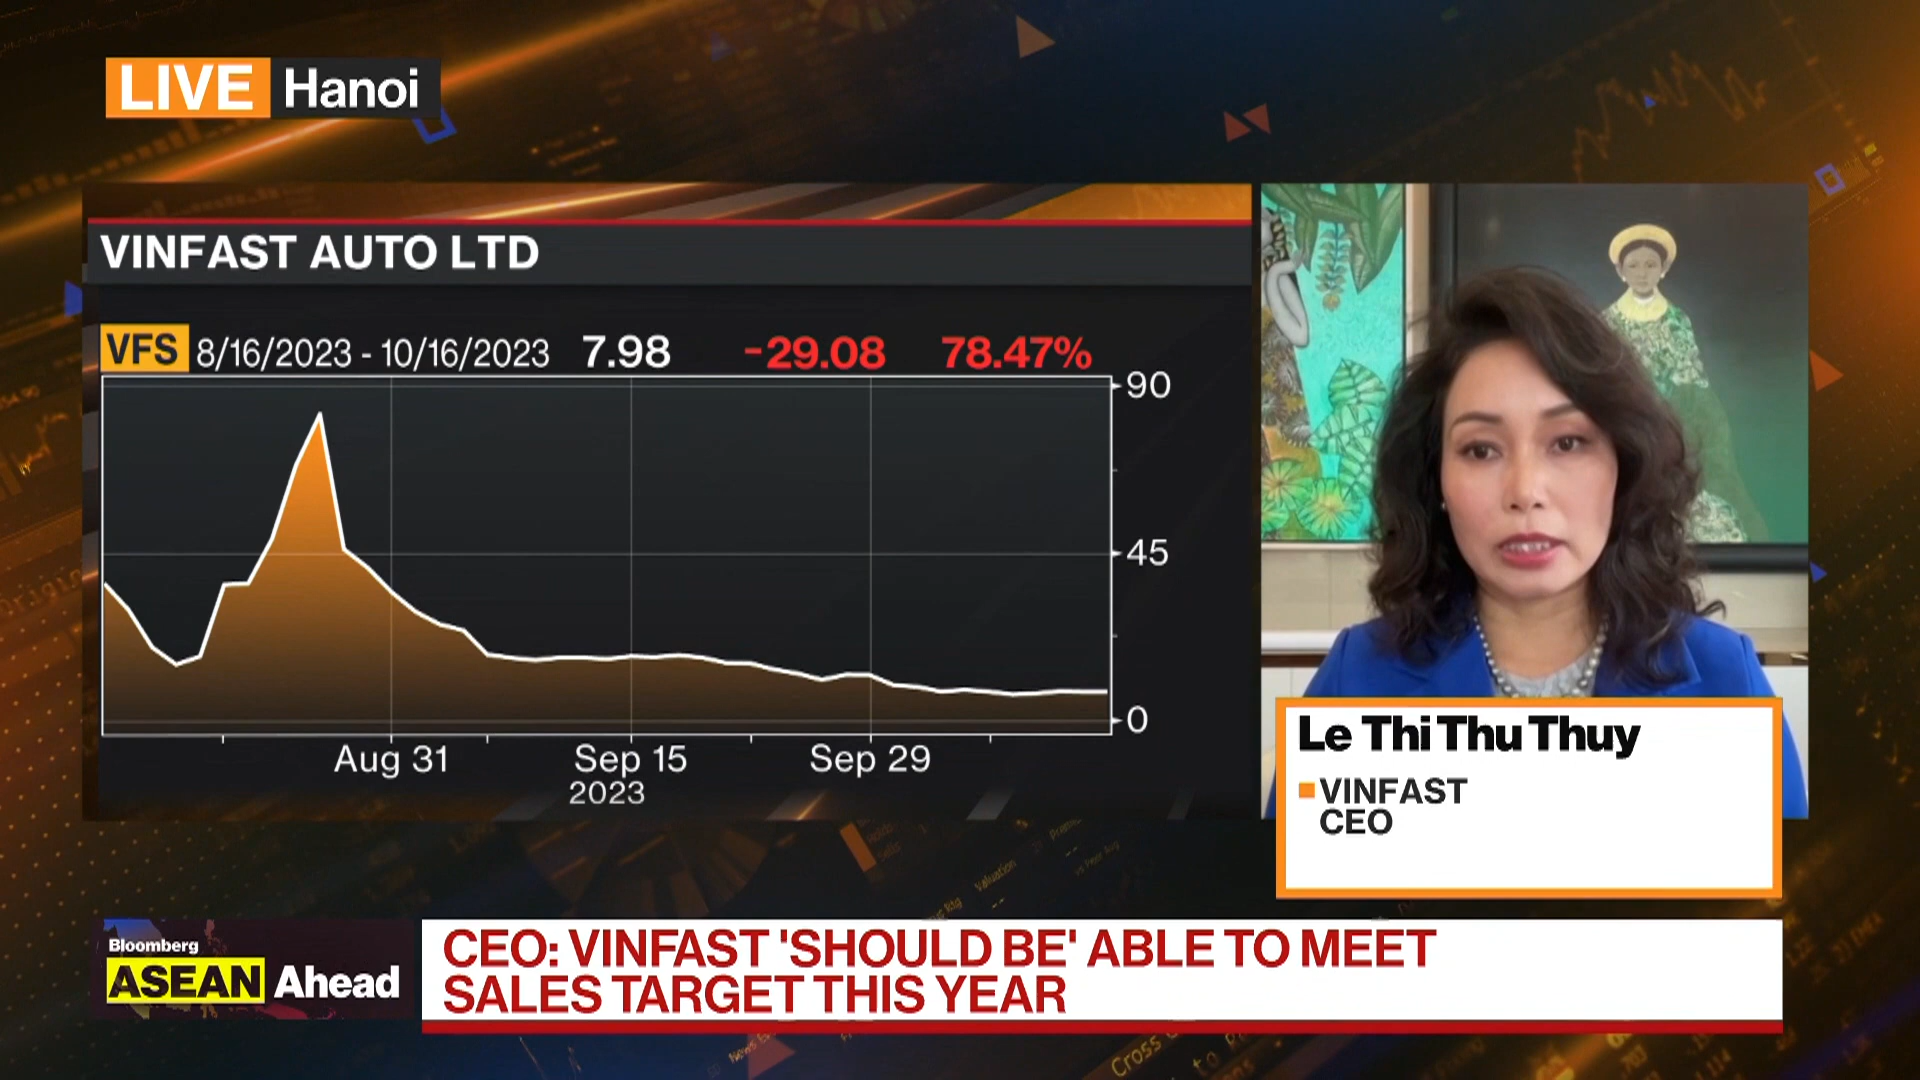 LIVE Hanoi
VINFAST AUTO LTD
VFS 8/16/2023 - 10/16/2023 7.98 -29.08 78.47%
90
45
0
Aug 31 Sep 15 Sep 29
2023
Le Thi Thu Thuy
VINFAST
CEO
Bloomberg
ASEAN Ahead
CEO: VINFAST 'SHOULD BE' ABLE TO MEET
SALES TARGET THIS YEAR
valuation
Cross